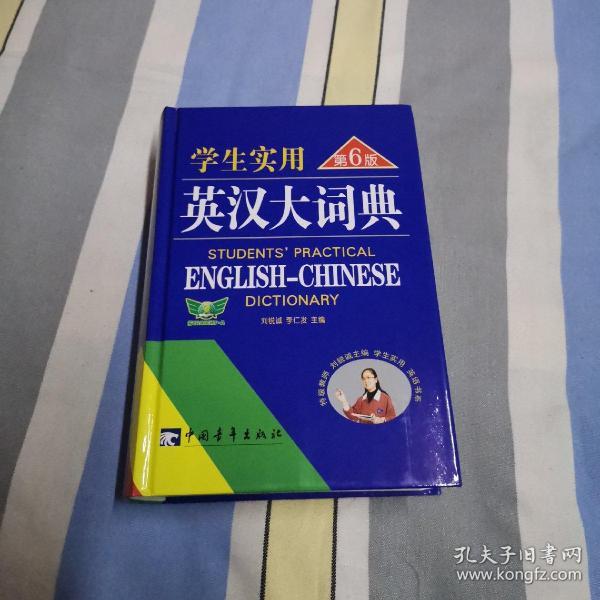 学生实用
第6版
英汉大词典
STUDENTS' PRACTICAL
ENGLISH-CHINESE
DICTIONARY
刘锐诚 李仁发 主编
特级教师 刘锐诚主编 学生实用 英语书系
中国青年出版社
孔夫子旧书网
www.kongfz.com